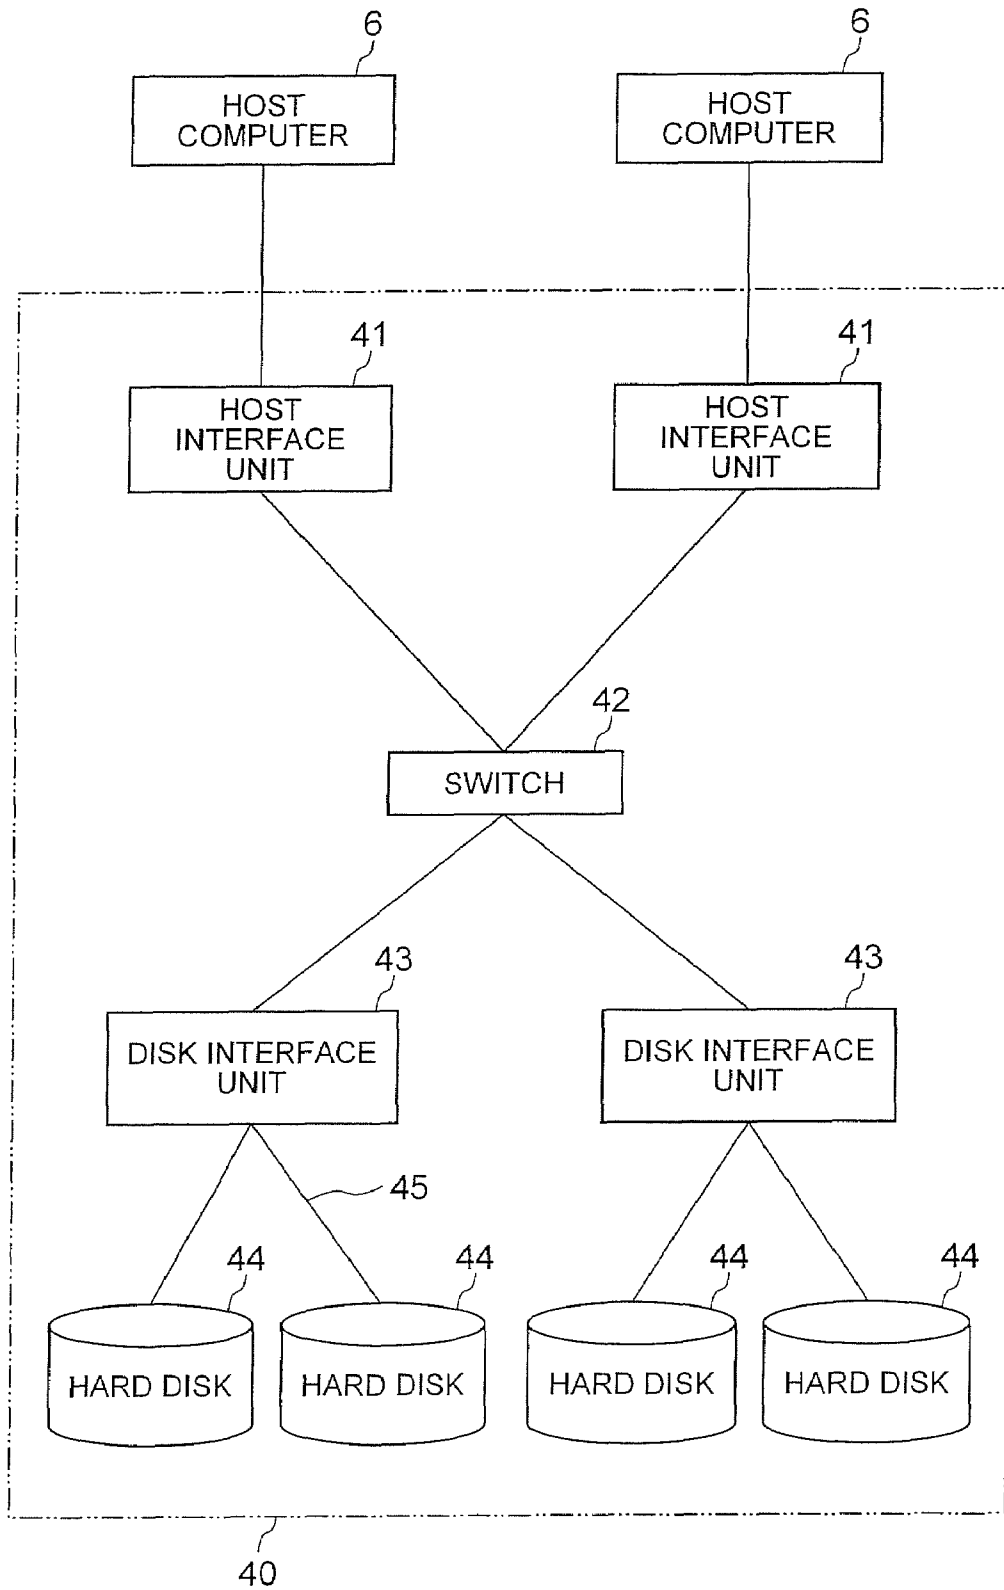 6
6
HOST
COMPUTER
HOST
COMPUTER
41
41
HOST
INTERFACE
UNIT
HOST
INTERFACE
UNIT
42
SWITCH
43
43
DISK INTERFACE
UNIT
DISK INTERFACE
UNIT
45
44
44
44
44
HARD DISK
HARD DISK
HARD DISK
HARD DISK
40